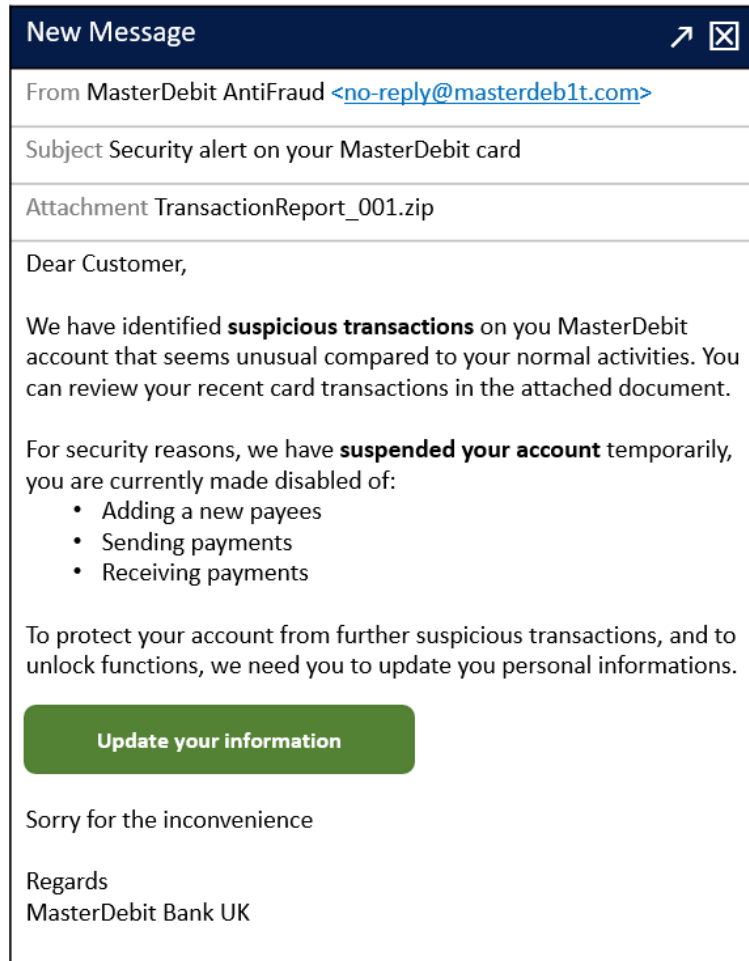 New Message
From MasterDebit AntiFraud <no-reply@masterdeb1t.com>
Subject Security alert on your MasterDebit card
Attachment TransactionReport_001.zip
Dear Customer,
We have identified suspicious transactions on you MasterDebit
account that seems unusual compared to your normal activities. You
can review your recent card transactions in the attached document.
For security reasons, we have suspended your account temporarily,
you are currently made disabled of:
• Adding a new payees
• Sending payments
• Receiving payments
To protect your account from further suspicious transactions, and to
unlock functions, we need you to update you personal informations.
Update your information
Sorry for the inconvenience
Regards
MasterDebit Bank UK